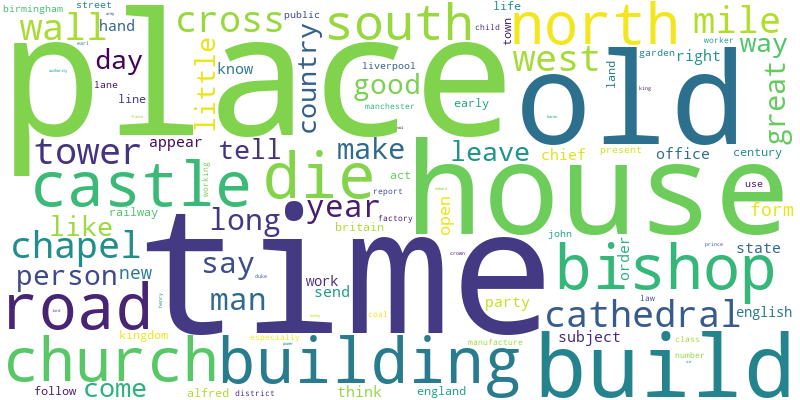 birmingham street cross south public life north mile
wall hand child town way
place day little country liverpool good old land garden right great
lane know manchester early worker king
line
tower appear tell make leave chief present office century
castle working die act house use
like railway long year report factory open form
chapel britain john order state
person new say time bishop prince
road man send work party cathedral law english
kingdom coal subject
church building especially manufacture build class number
follow come alfred district think england
authority earl duke crown henry